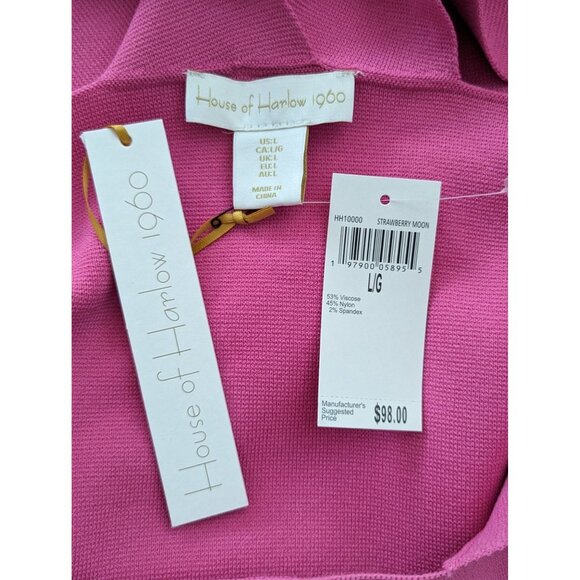 House of Harlow 1960
US:L
CA:L/G
UK:L
EU:L
AU:L
MADE IN
CHINA
House of Harlow 1960
HH10000 STRAWBERRY MOON
1 97900 05895 5
L/G
53% Viscose
45% Nylon
2% Spandex
Manufacturer's
Suggested
Price
$98.00